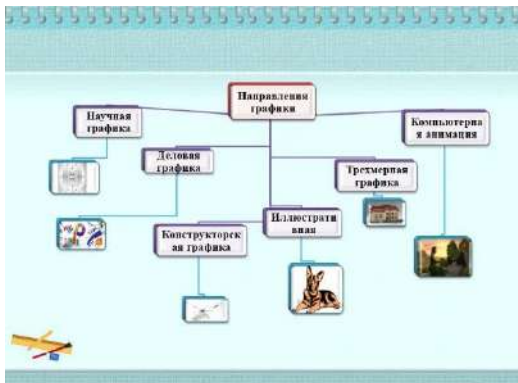 Направления
графики
Научная
графика
Компьютерна
я анимация
Деловая
графика
Трехмерная
графика
Конструкторск
ая графика
Иллюстрати
вная